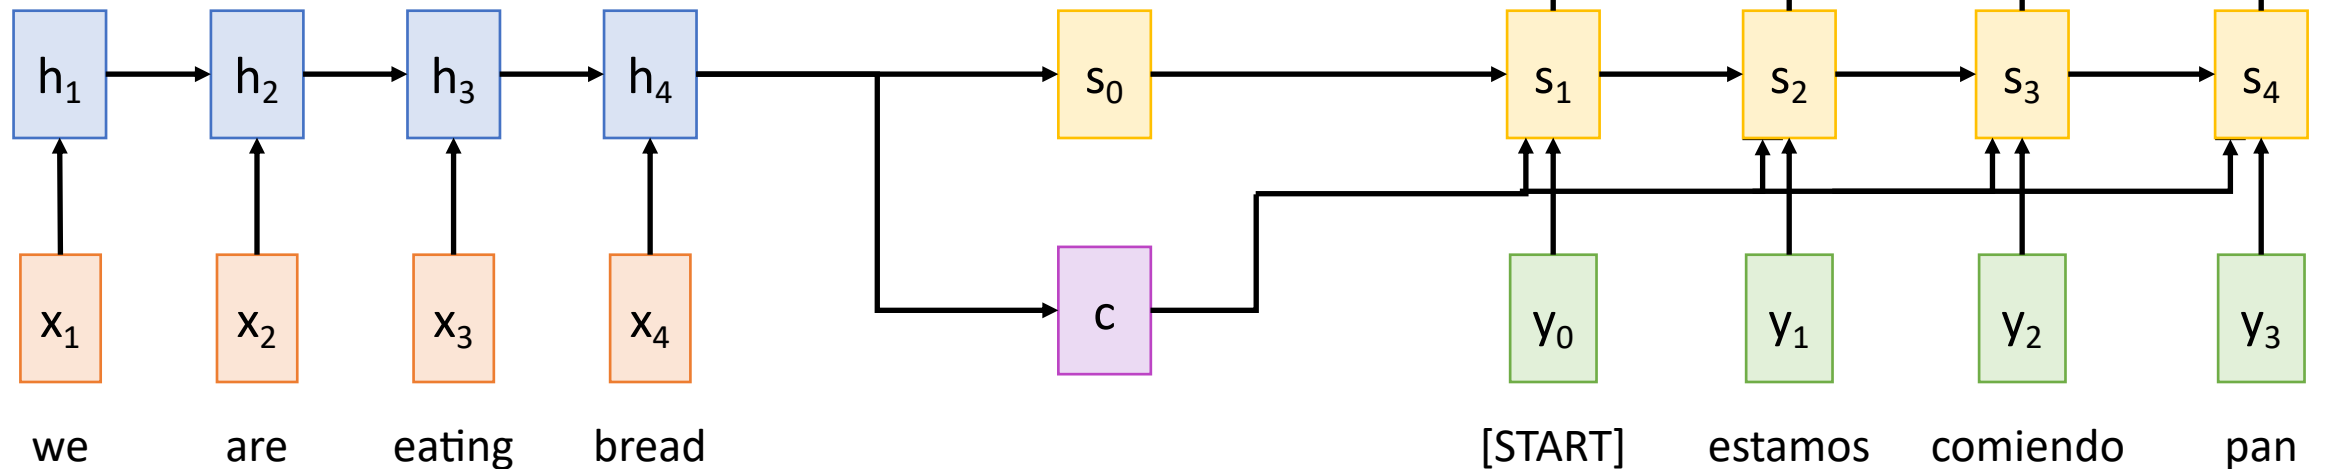 h₁ h₂ h₃ h₄ s₀ s₁ s₂ s₃ s₄
x₁ x₂ x₃ x₄ c y₀ y₁ y₂ y₃
we are eating bread [START] estamos comiendo pan